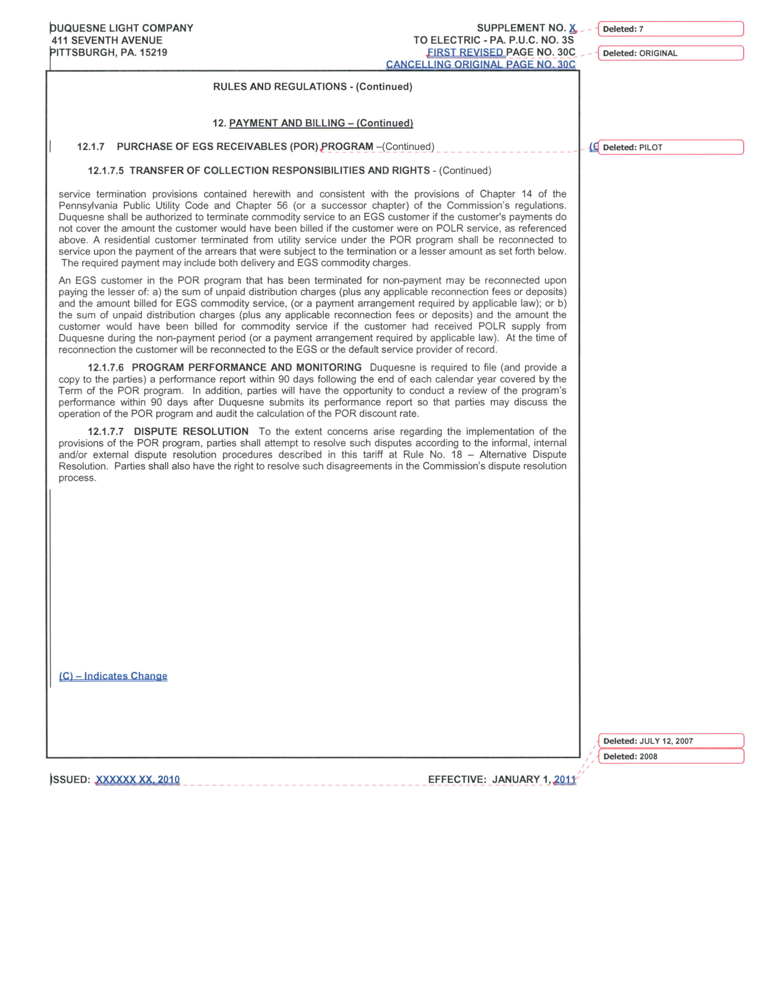 DUQUESNE LIGHT COMPANY
411 SEVENTH AVENUE
PITTSBURGH, PA. 15219
SUPPLEMENT NO. X
TO ELECTRIC - PA. P.U.C. NO. 3S
FIRST REVISED PAGE NO. 30C
CANCELLING ORIGINAL PAGE NO. 30C
Deleted: 7
Deleted: ORIGINAL
RULES AND REGULATIONS - (Continued)
12. PAYMENT AND BILLING – (Continued)
12.1.7 PURCHASE OF EGS RECEIVABLES (POR) PROGRAM –(Continued)
(C
Deleted: PILOT
12.1.7.5 TRANSFER OF COLLECTION RESPONSIBILITIES AND RIGHTS - (Continued)
service termination provisions contained herewith and consistent with the provisions of Chapter 14 of the
Pennsylvania Public Utility Code and Chapter 56 (or a successor chapter) of the Commission's regulations.
Duquesne shall be authorized to terminate commodity service to an EGS customer if the customer's payments do
not cover the amount the customer would have been billed if the customer were on POLR service, as referenced
above. A residential customer terminated from utility service under the POR program shall be reconnected to
service upon the payment of the arrears that were subject to the termination or a lesser amount as set forth below.
The required payment may include both delivery and EGS commodity charges.
An EGS customer in the POR program that has been terminated for non-payment may be reconnected upon
paying the lesser of: a) the sum of unpaid distribution charges (plus any applicable reconnection fees or deposits)
and the amount billed for EGS commodity service, (or a payment arrangement required by applicable law); or b)
the sum of unpaid distribution charges (plus any applicable reconnection fees or deposits) and the amount the
customer would have been billed for commodity service if the customer had received POLR supply from
Duquesne during the non-payment period (or a payment arrangement required by applicable law). At the time of
reconnection the customer will be reconnected to the EGS or the default service provider of record.
12.1.7.6 PROGRAM PERFORMANCE AND MONITORING Duquesne is required to file (and provide a
copy to the parties) a performance report within 90 days following the end of each calendar year covered by the
Term of the POR program. In addition, parties will have the opportunity to conduct a review of the program's
performance within 90 days after Duquesne submits its performance report so that parties may discuss the
operation of the POR program and audit the calculation of the POR discount rate.
12.1.7.7 DISPUTE RESOLUTION To the extent concerns arise regarding the implementation of the
provisions of the POR program, parties shall attempt to resolve such disputes according to the informal, internal
and/or external dispute resolution procedures described in this tariff at Rule No. 18 – Alternative Dispute
Resolution. Parties shall also have the right to resolve such disagreements in the Commission's dispute resolution
process.
(C) – Indicates Change
Deleted: JULY 12, 2007
Deleted: 2008
ISSUED: XXXXXX XX, 2010
EFFECTIVE: JANUARY 1, 2011